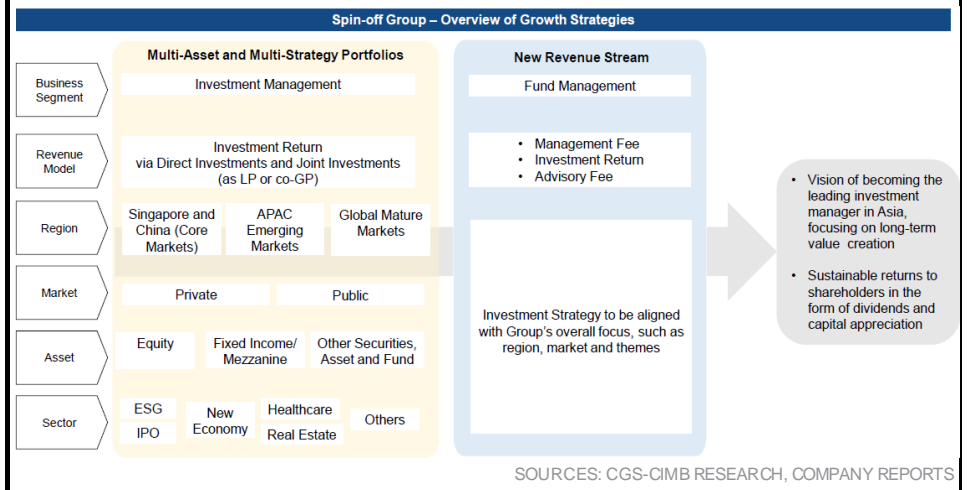 Spin-off Group – Overview of Growth Strategies
Multi-Asset and Multi-Strategy Portfolios
New Revenue Stream
Business
Segment
Investment Management
Fund Management
Revenue
Model
Investment Return
via Direct Investments and Joint Investments
(as LP or co-GP)
• Management Fee
• Investment Return
• Advisory Fee
Region
Singapore and
China (Core
Markets)
APAC
Emerging
Markets
Global Mature
Markets
Market
Private
Public
Asset
Equity
Fixed Income/
Mezzanine
Other Securities,
Asset and Fund
Sector
ESG
IPO
New
Economy
Healthcare
Real Estate
Others
Investment Strategy to be aligned
with Group's overall focus, such as
region, market and themes
• Vision of becoming the
leading investment
manager in Asia,
focusing on long-term
value creation
• Sustainable returns to
shareholders in the
form of dividends and
capital appreciation
SOURCES: CGS-CIMB RESEARCH, COMPANY REPORTS